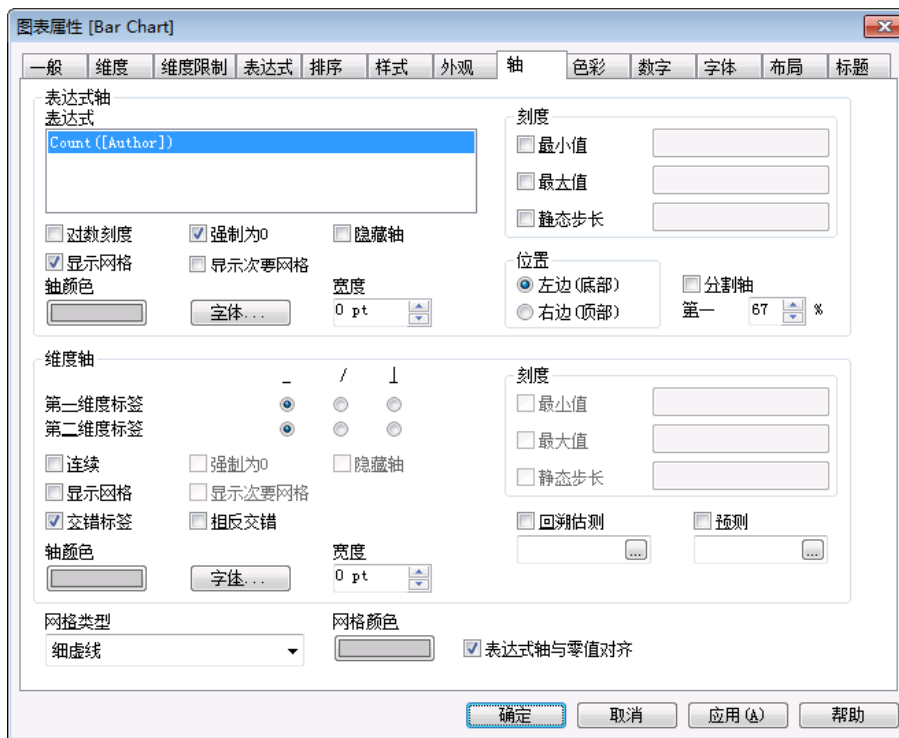 图表属性 [Bar Chart]
一般 维度 维度限制 表达式 排序 样式 外观 轴 色彩 数字 字体 布局 标题
表达式轴
表达式
Count([Author])
对数刻度 强制为0 隐藏轴
显示网格 显示次要网格
轴颜色 宽度
字体... 0 pt
刻度
最小值
最大值
静态步长
位置
左边(底部) 分割轴
右边(顶部) 第一 67 %
维度轴
_ / |
第一维度标签
第二维度标签
连续 强制为0 隐藏轴
显示网格 显示次要网格
交错标签 相反交错
轴颜色 宽度
字体... 0 pt
刻度
最小值
最大值
静态步长
回溯估测 预测
... ...
网格类型 网格颜色
细虚线 表达式轴与零值对齐
确定 取消 应用(A) 帮助